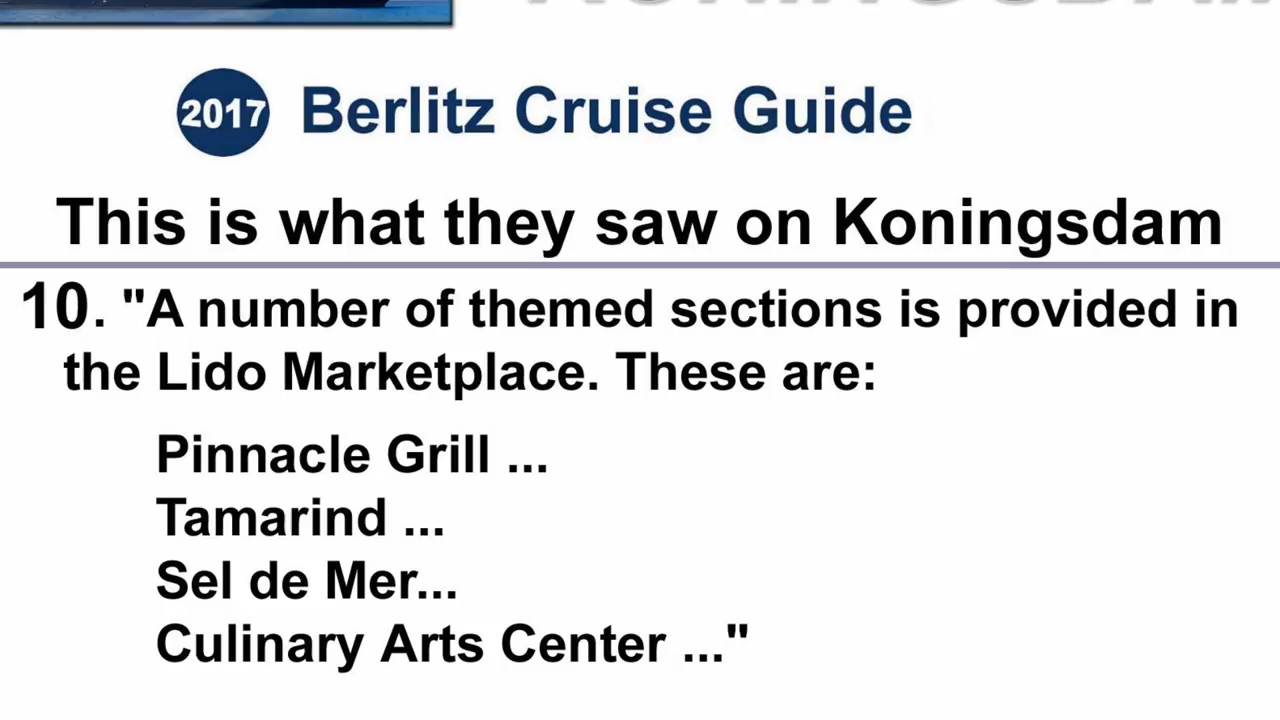 2017 Berlitz Cruise Guide
This is what they saw on Koningsdam
10. "A number of themed sections is provided in
the Lido Marketplace. These are:
Pinnacle Grill ...
Tamarind ...
Sel de Mer...
Culinary Arts Center ..."